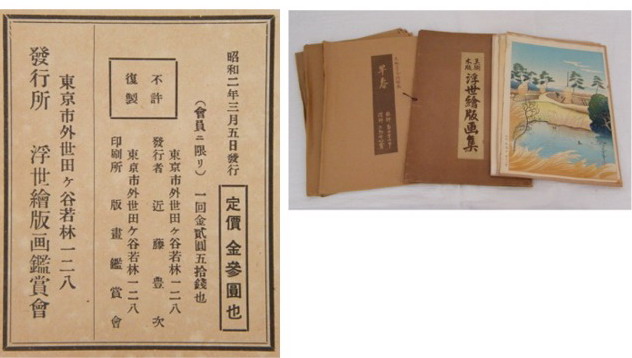 昭和二年三月五日發行
定價 金參圓也
(會員ニ限リ) 一回金貳圓五拾錢也
不許
復製
東京市外世田ヶ谷若林一二八
發行者 近藤豊次
東京市外世田ヶ谷若林一二八
印刷所 版畫鑑賞會
東京市外世田ヶ谷若林一二八
發行所 浮世繪版画鑑賞會
木版
浮世繪版画集